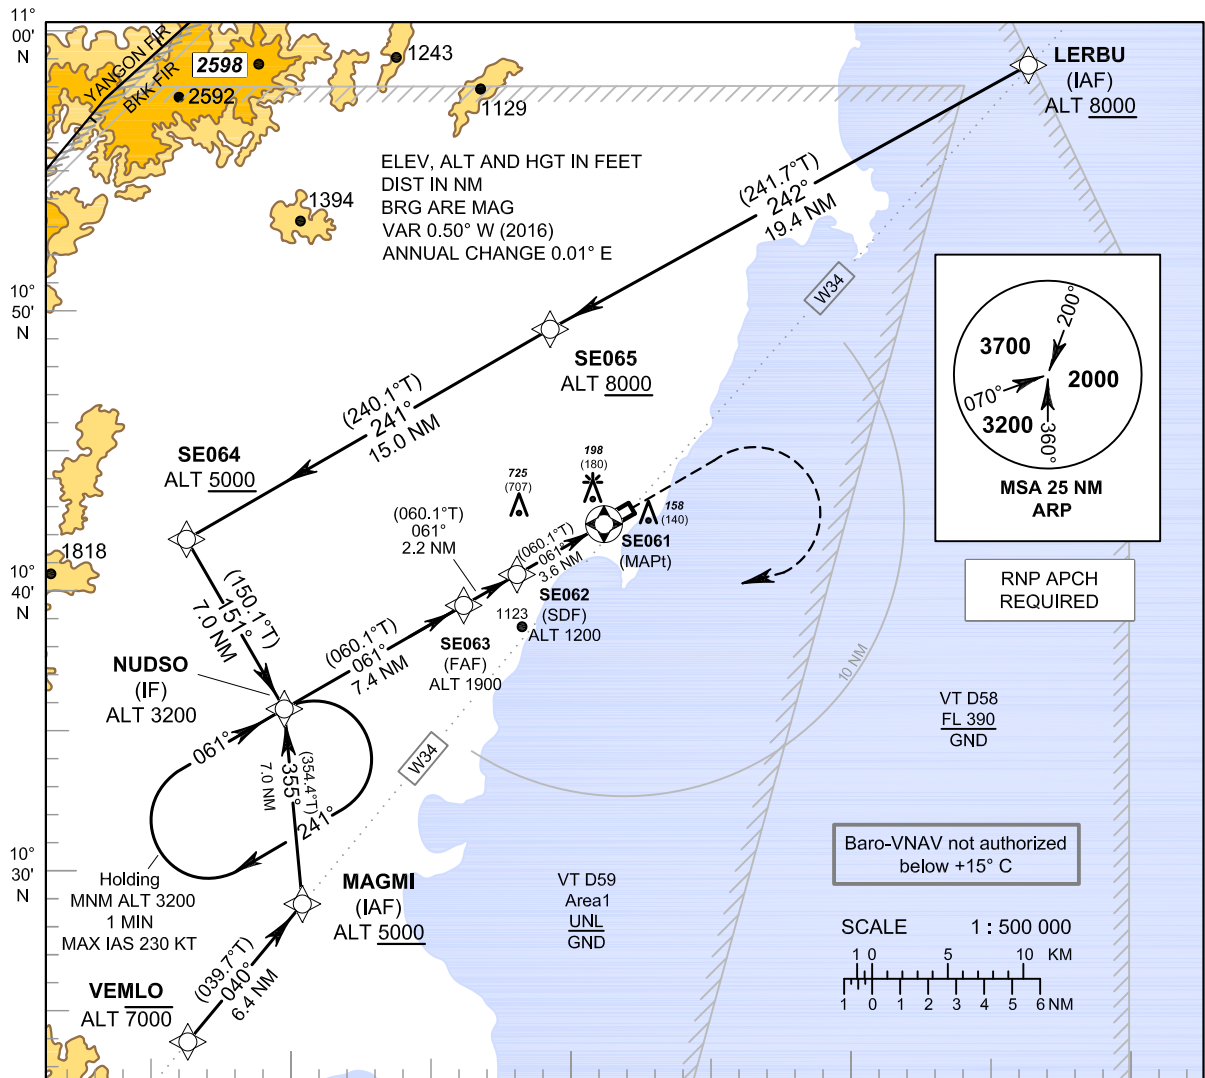 11°
00'
N
YANGON FIR
BKK FIR
2598
2592
1243
1129
1394
LERBU
(IAF)
ALT 8000
ELEV, ALT AND HGT IN FEET
DIST IN NM
BRG ARE MAG
VAR 0.50° W (2016)
ANNUAL CHANGE 0.01° E
(241.7°T)
242°
19.4 NM
W34
10°
50'
N
SE065
ALT 8000
(240.1°T)
241°
15.0 NM
3700
2000
3200
200°
070°
360°
MSA 25 NM
ARP
SE064
ALT 5000
725
(707)
198
(180)
158
(140)
(060.1°T)
061°
2.2 NM
(060.1°T)
061°
3.6 NM
SE061
(MAPt)
1818
10°
40'
N
RNP APCH
REQUIRED
SE062
(SDF)
ALT 1200
1123
(150.1°T)
151°
7.0 NM
(060.1°T)
061°
7.4 NM
SE063
(FAF)
ALT 1900
NUDSO
(IF)
ALT 3200
10 NM
VT D58
FL 390
GND
061°
W34
(354.4°T)
355°
7.0 NM
241°
10°
30'
N
Holding
MNM ALT 3200
1 MIN
MAX IAS 230 KT
MAGMI
(IAF)
ALT 5000
VT D59
Area1
UNL
GND
Baro-VNAV not authorized
below +15° C
SCALE 1 : 500 000
1 0 5 10 KM
1 0 1 2 3 4 5 6 NM
(039.7°T)
040°
6.4 NM
VEMLO
ALT 7000